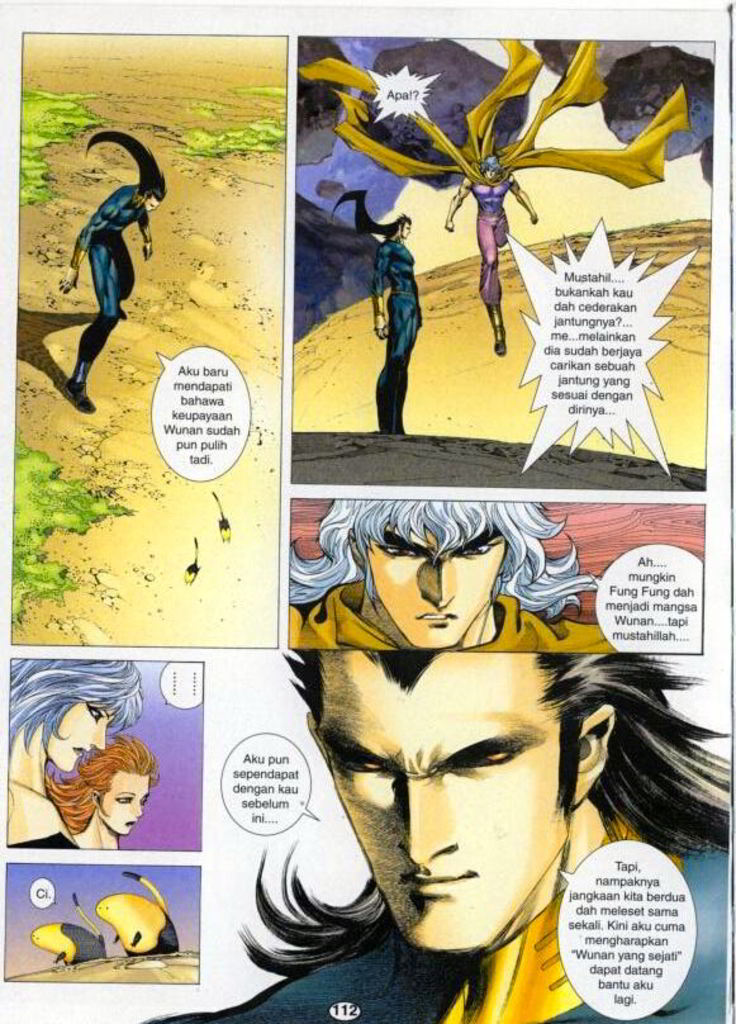 Aku baru
mendapati
bahawa
keupayaan
Wunan sudah
pun pulih
tadi.
Apa!?
Mustahil....
bukankah kau
dah cederakan
jantungnya?...
me...melainkan
dia sudah berjaya
carikan sebuah
jantung yang
sesuai dengan
dirinya...
Ah....
mungkin
Fung Fung dah
menjadi mangsa
Wunan....tapi
mustahillah....
Ci.
Aku pun
sependapat
dengan kau
sebelum
ini....
Tapi,
nampaknya
jangkaan kita berdua
dah meleset sama
sekali. Kini aku cuma
mengharapkan
"Wunan yang sejati"
dapat datang
bantu aku
lagi.
112